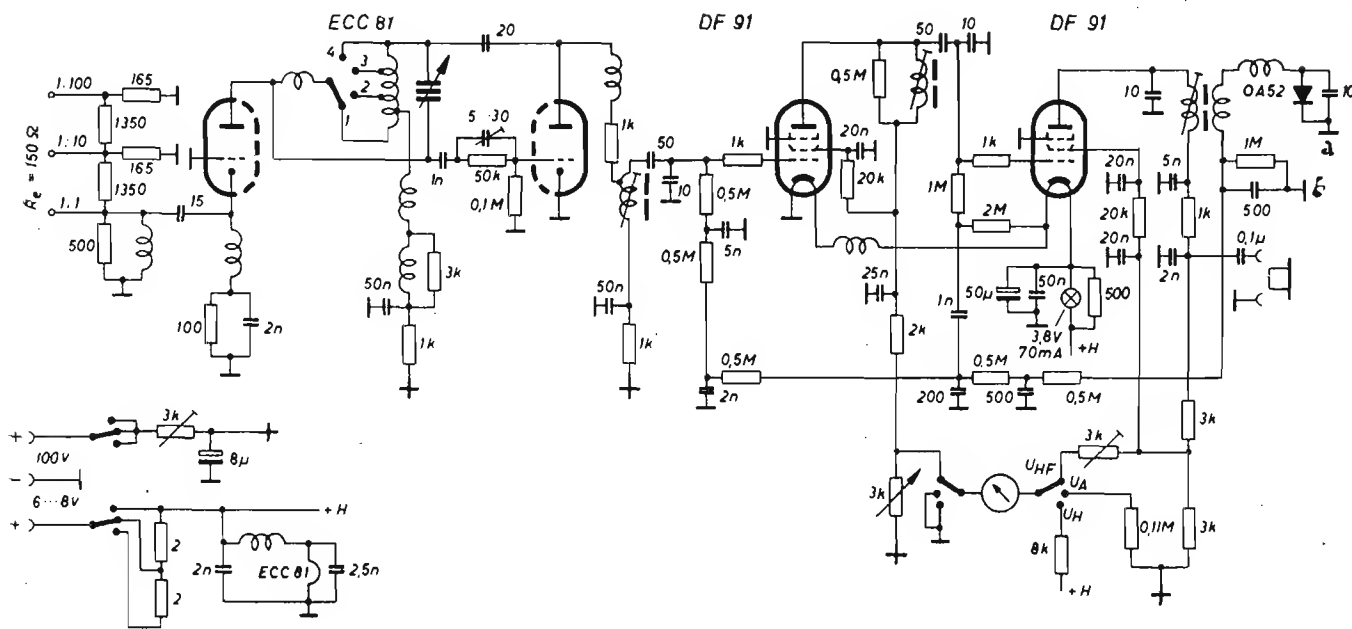 ECC 81
DF 91
DF 91
20
50
10
4
3
2
1
1:100
165
1350
1:10
165
Re = 150 Ω
1350
1:1
15
500
100
2n
5...30
1n
50k
0,1M
1k
50
10
50n
3k
1k
50n
1k
0,5M
5n
0,5M
1k
0,5M
20n
20k
1k
1M
2M
10
0A52
10
a
1M
500
20n
20k
20n
5n
1k
2n
0,1μ
25n
2k
1n
50μ
50n
500
3,8V
70mA
+H
0,5M
2n
200
0,5M
500
0,5M
3k
3k
3k
UHF
UA
UH
8k
+H
0,11M
3k
+
100V
3k
8μ
-
6...8V
+
+H
2
2
2n
ECC 81
2,5n